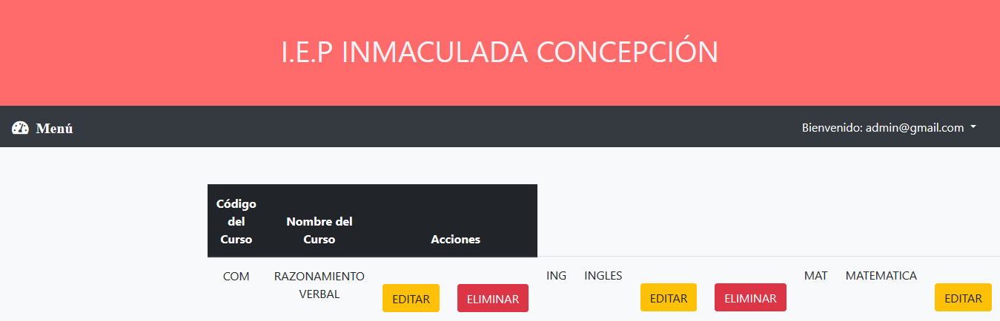 I.E.P INMACULADA CONCEPCIÓN
Menú
Bienvenido: admin@gmail.com
Código
del
Curso
Nombre del
Curso
Acciones
COM
RAZONAMIENTO
VERBAL
EDITAR
ELIMINAR
ING
INGLES
EDITAR
ELIMINAR
MAT
MATEMATICA
EDITAR